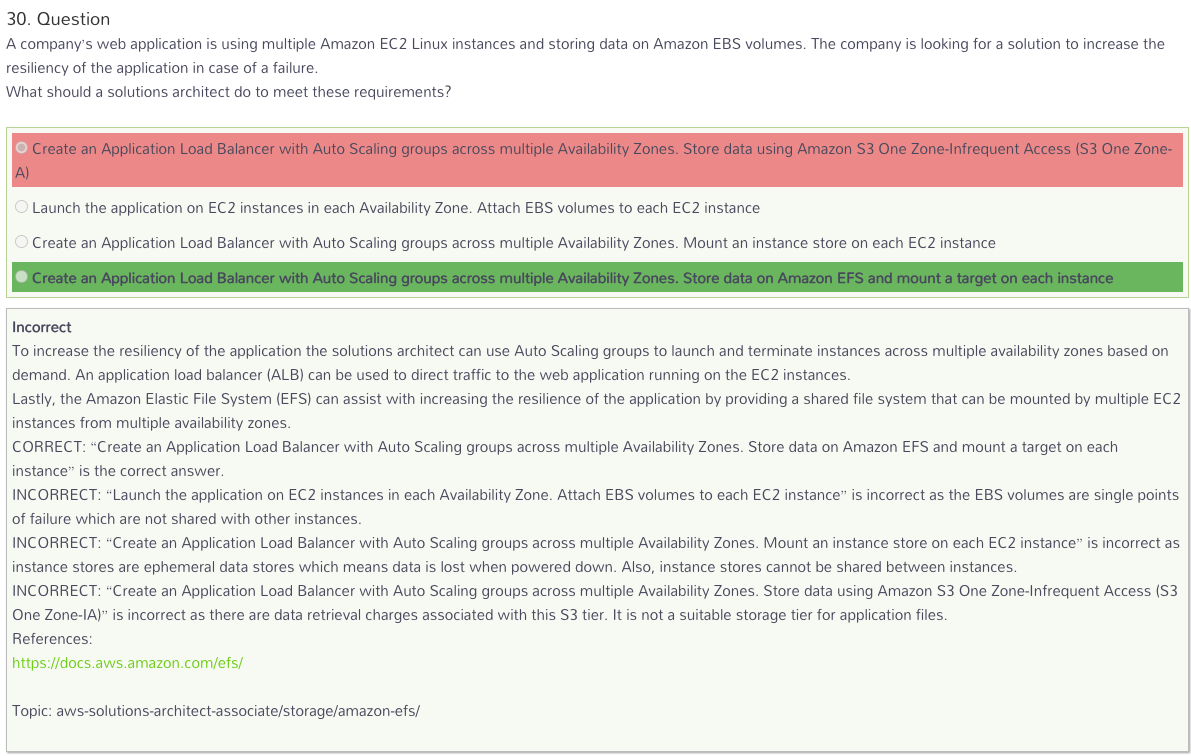 30. Question
A company's web application is using multiple Amazon EC2 Linux instances and storing data on Amazon EBS volumes. The company is looking for a solution to increase the
resiliency of the application in case of a failure.
What should a solutions architect do to meet these requirements?
Create an Application Load Balancer with Auto Scaling groups across multiple Availability Zones. Store data using Amazon S3 One Zone-Infrequent Access (S3 One Zone-
A)
Launch the application on EC2 instances in each Availability Zone. Attach EBS volumes to each EC2 instance
Create an Application Load Balancer with Auto Scaling groups across multiple Availability Zones. Mount an instance store on each EC2 instance
Create an Application Load Balancer with Auto Scaling groups across multiple Availability Zones. Store data on Amazon EFS and mount a target on each instance
Incorrect
To increase the resiliency of the application the solutions architect can use Auto Scaling groups to launch and terminate instances across multiple availability zones based on
demand. An application load balancer (ALB) can be used to direct traffic to the web application running on the EC2 instances.
Lastly, the Amazon Elastic File System (EFS) can assist with increasing the resilience of the application by providing a shared file system that can be mounted by multiple EC2
instances from multiple availability zones.
CORRECT: “Create an Application Load Balancer with Auto Scaling groups across multiple Availability Zones. Store data on Amazon EFS and mount a target on each
instance” is the correct answer.
INCORRECT: “Launch the application on EC2 instances in each Availability Zone. Attach EBS volumes to each EC2 instance” is incorrect as the EBS volumes are single points
of failure which are not shared with other instances.
INCORRECT: “Create an Application Load Balancer with Auto Scaling groups across multiple Availability Zones. Mount an instance store on each EC2 instance” is incorrect as
instance stores are ephemeral data stores which means data is lost when powered down. Also, instance stores cannot be shared between instances.
INCORRECT: “Create an Application Load Balancer with Auto Scaling groups across multiple Availability Zones. Store data using Amazon S3 One Zone-Infrequent Access (S3
One Zone-IA)” is incorrect as there are data retrieval charges associated with this S3 tier. It is not a suitable storage tier for application files.
References:
https://docs.aws.amazon.com/efs/
Topic: aws-solutions-architect-associate/storage/amazon-efs/